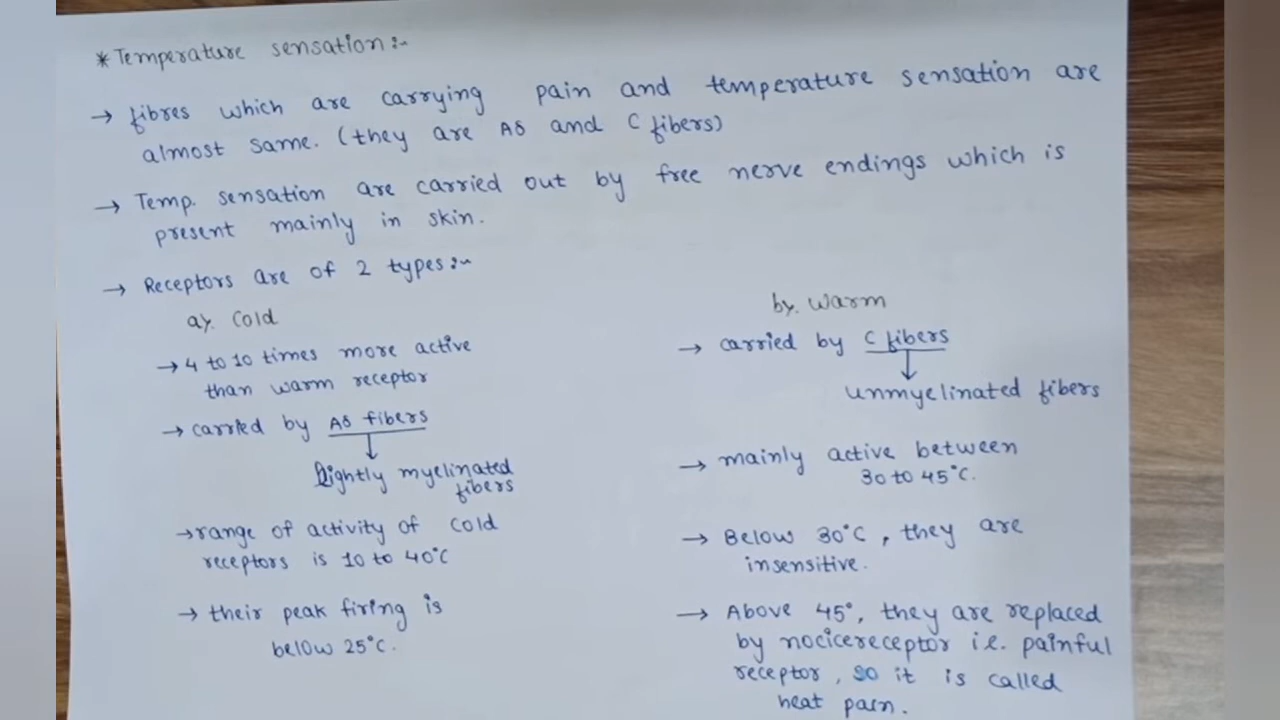 * Temperature sensation:-
→ fibres which are carrying pain and temperature sensation are
almost same. (they are Aδ and C fibers)
→ Temp. sensation are carried out by free nerve endings which is
present mainly in skin.
→ Receptors are of 2 types:-
a). Cold
→ 4 to 10 times more active
than warm receptor
→ carried by Aδ fibers
↓
Lightly myelinated
fibers
→ range of activity of cold
receptors is 10 to 40°C
→ their peak firing is
below 25°C.
b). Warm
→ carried by C fibers
↓
Unmyelinated fibers
→ mainly active between
30 to 45°C.
→ Below 30°C, they are
insensitive.
→ Above 45°, they are replaced
by nocicereceptor i.e. painful
receptor, so it is called
heat pain.